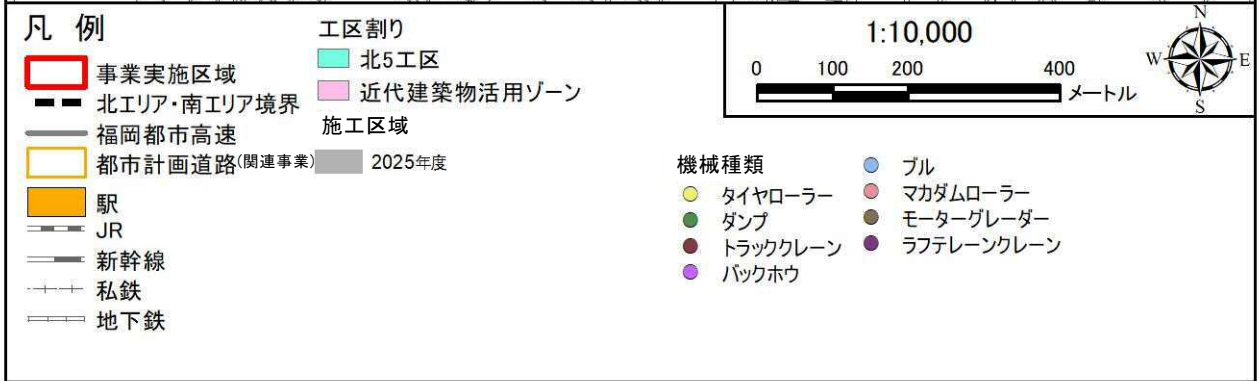 凡 例
事業実施区域
北エリア・南エリア境界
福岡都市高速
都市計画道路(関連事業)
駅
JR
新幹線
私鉄
地下鉄
工区割り
北5工区
近代建築物活用ゾーン
施工区域
2025年度
機械種類
タイヤローラー
ダンプ
トラッククレーン
バックホウ
ブル
マカダムローラー
モーターグレーダー
ラフテレーンクレーン
1:10,000
0 100 200 400
メートル
N
W E
S